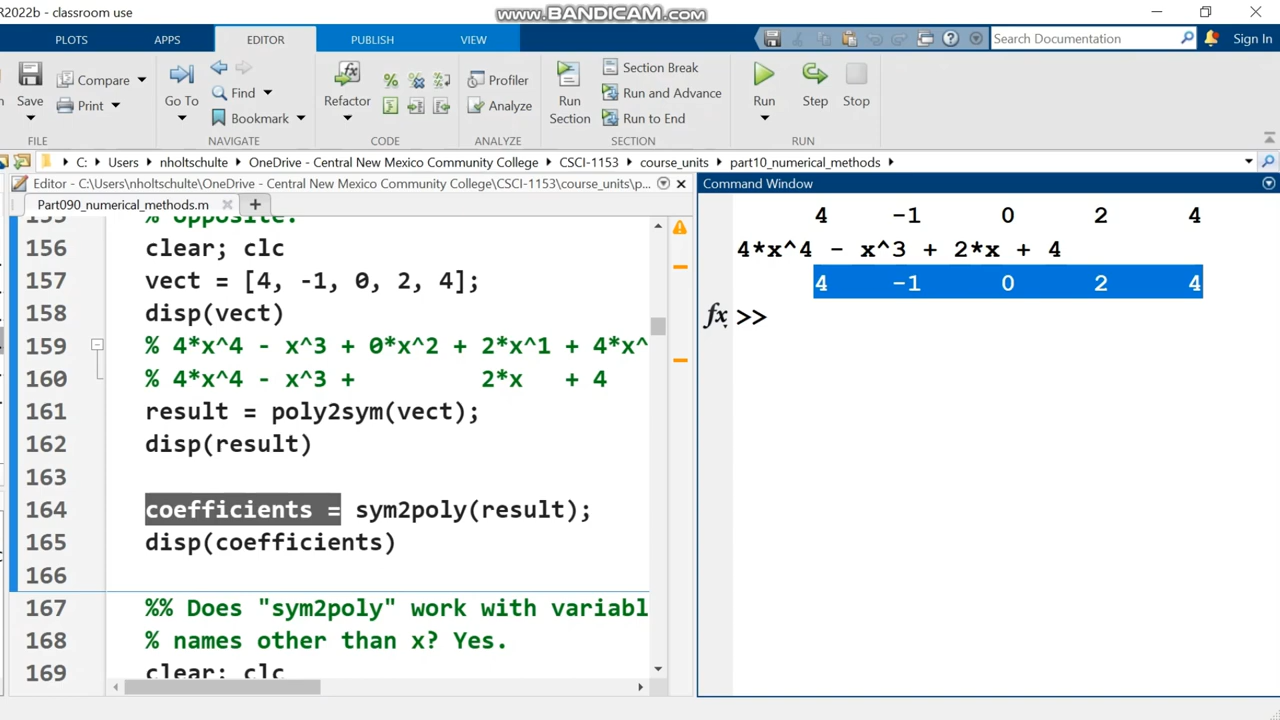 R2022b - classroom use
www.BANDICAM.com
PLOTS APPS EDITOR PUBLISH VIEW
Search Documentation Sign In
Save Compare Print
Go To Find Bookmark
Refactor
Profiler Analyze
Run Section
Section Break
Run and Advance
Run to End
Run Step Stop
FILE NAVIGATE CODE ANALYZE SECTION RUN
C: Users nholtschulte OneDrive - Central New Mexico Community College CSCI-1153 course_units part10_numerical_methods
Editor - C:\Users\nholtschulte\OneDrive - Central New Mexico Community College\CSCI-1153\course_units\p...
Part090_numerical_methods.m
155 % opposite.
156 clear; clc
157 vect = [4, -1, 0, 2, 4];
158 disp(vect)
159 % 4*x^4 - x^3 + 0*x^2 + 2*x^1 + 4*x^
160 % 4*x^4 - x^3 + 2*x + 4
161 result = poly2sym(vect);
162 disp(result)
163
164 coefficients = sym2poly(result);
165 disp(coefficients)
166
167 %% Does "sym2poly" work with variabl
168 % names other than x? Yes.
169 clear; clc
Command Window
4 -1 0 2 4
4*x^4 - x^3 + 2*x + 4
4 -1 0 2 4
fx >>